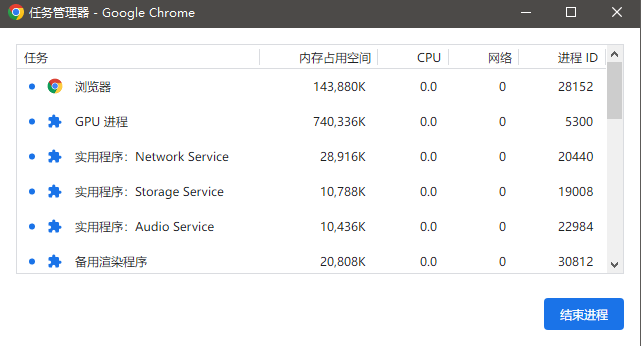 任务管理器 - Google Chrome
任务 内存占用空间 CPU 网络 进程 ID
浏览器 143,880K 0.0 0 28152
GPU 进程 740,336K 0.0 0 5300
实用程序：Network Service 28,916K 0.0 0 20440
实用程序：Storage Service 10,788K 0.0 0 19008
实用程序：Audio Service 10,436K 0.0 0 22984
备用渲染程序 20,808K 0.0 0 30812
结束进程